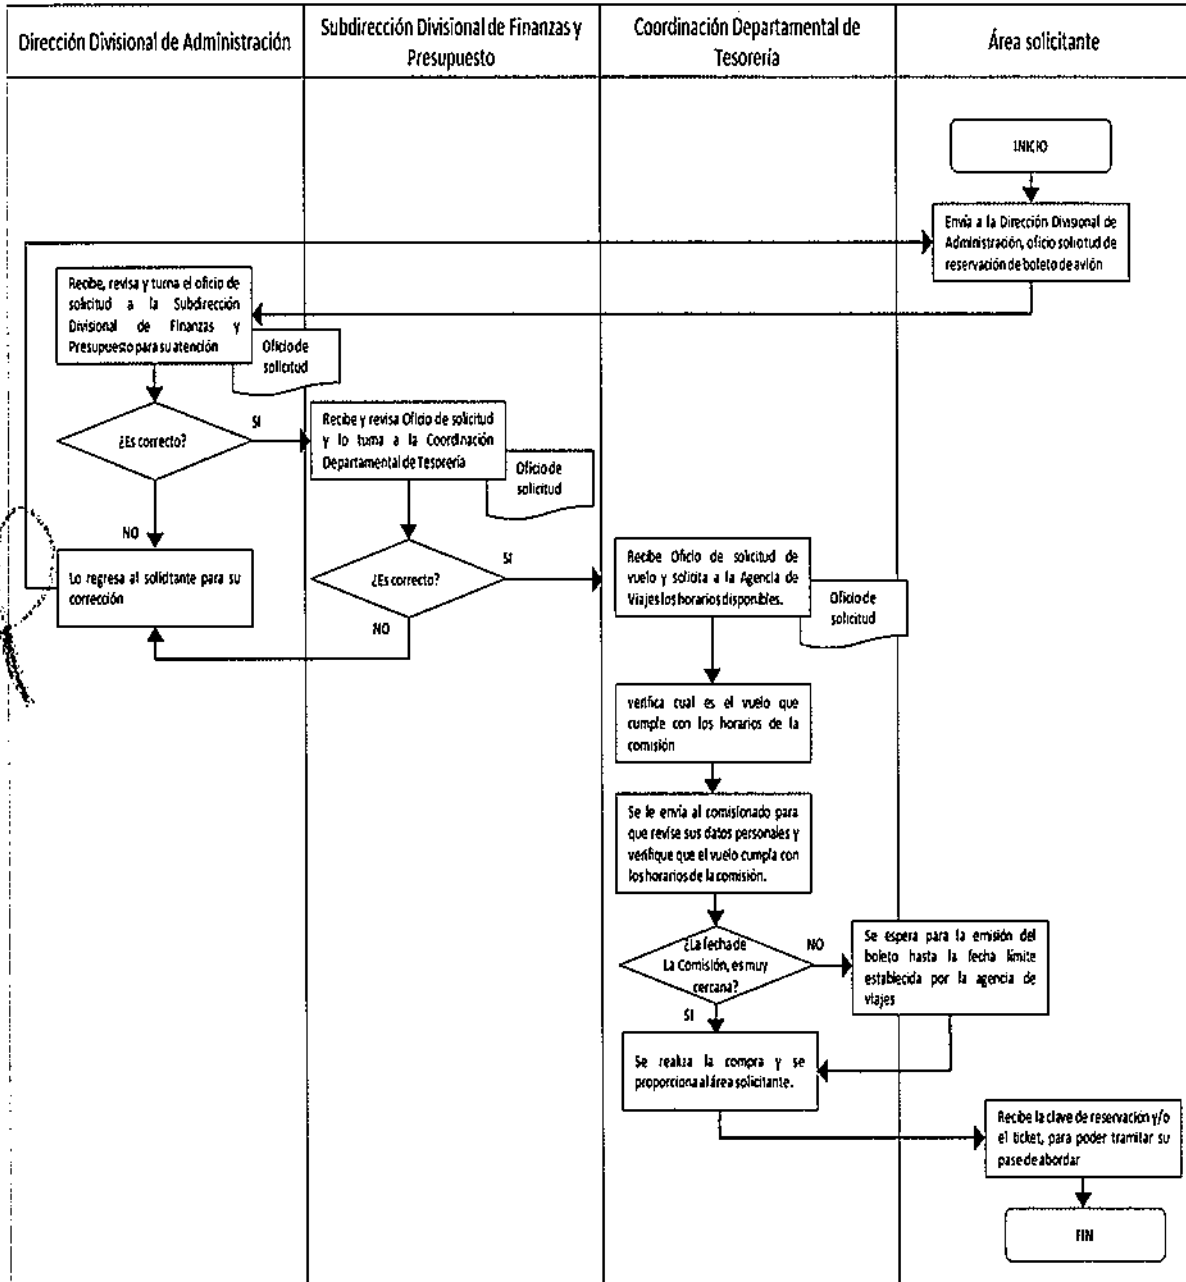 Dirección Divisional de Administración
Subdirección Divisional de Finanzas y
Presupuesto
Coordinación Departamental de
Tesorería
Área solicitante
INICIO
Envía a la Dirección Divisional de
Administración, oficio solicitud de
reservación de boleto de avión
Recibe, revisa y turna el oficio de
solicitud a la Subdirección
Divisional de Finanzas y
Presupuesto para su atención
Oficio de
solicitud
¿Es correcto?
SI
NO
Lo regresa al solicitante para su
corrección
Recibe y revisa Oficio de solicitud
y lo turna a la Coordinación
Departamental de Tesorería
Oficio de
solicitud
¿Es correcto?
SI
NO
Recibe Oficio de solicitud de
vuelo y solicita a la Agencia de
Viajes los horarios disponibles.
Oficio de
solicitud
verifica cual es el vuelo que
cumple con los horarios de la
comisión
Se le envía al comisionado para
que revise sus datos personales y
verifique que el vuelo cumpla con
los horarios de la comisión.
¿La fecha de
La Comisión, es muy
cercana?
NO
SI
Se espera para la emisión del
boleto hasta la fecha límite
establecida por la agencia de
viajes
Se realiza la compra y se
proporciona al área solicitante.
Recibe la clave de reservación y/o
el ticket, para poder tramitar su
pase de abordar
FIN